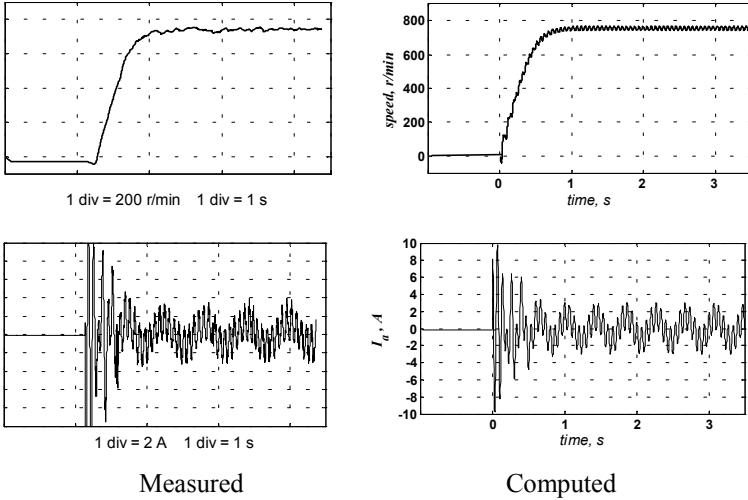 800
600
400
200
0
speed, r/min
0 1 2 3
time, s
1 div = 200 r/min 1 div = 1 s
10
8
6
4
2
0
-2
-4
-6
-8
-10
I_a , A
0 1 2 3
time, s
1 div = 2 A 1 div = 1 s
Measured Computed